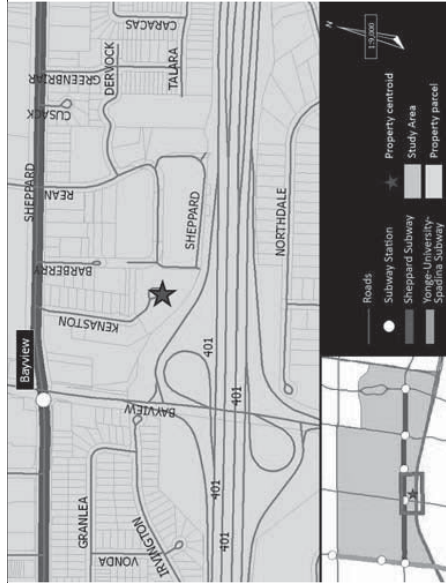 CARACAS
GREENBRIAR
DERVOCK
TALARA
CUSACK
SHEPPARD
REAN
SHEPPARD
NORTHDALE
BARBERRY
KENASTON
Bayview
BAYVIEW
401
401
401
401
GRANLEA
VONDA
IRVINGTON
N
1:9,000
Roads
Subway Station
Sheppard Subway
Yonge-University-
Spadina Subway
Property centroid
Study Area
Property parcel